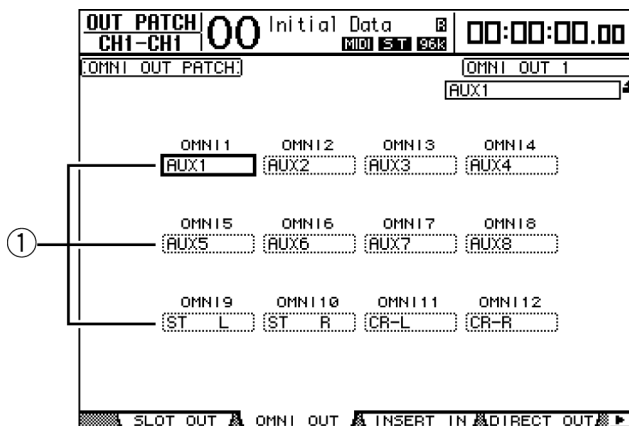 OUT PATCH 00 Initial Data R 00:00:00.00
CH1-CH1 MIDI ST 96k
OMNI OUT PATCH OMNI OUT 1
AUX1
OMNI1 OMNI2 OMNI3 OMNI4
AUX1 AUX2 AUX3 AUX4
①
OMNI5 OMNI6 OMNI7 OMNI8
AUX5 AUX6 AUX7 AUX8
OMNI9 OMNI10 OMNI11 OMNI12
ST L ST R CR-L CR-R
SLOT OUT OMNI OUT INSERT IN DIRECT OUT